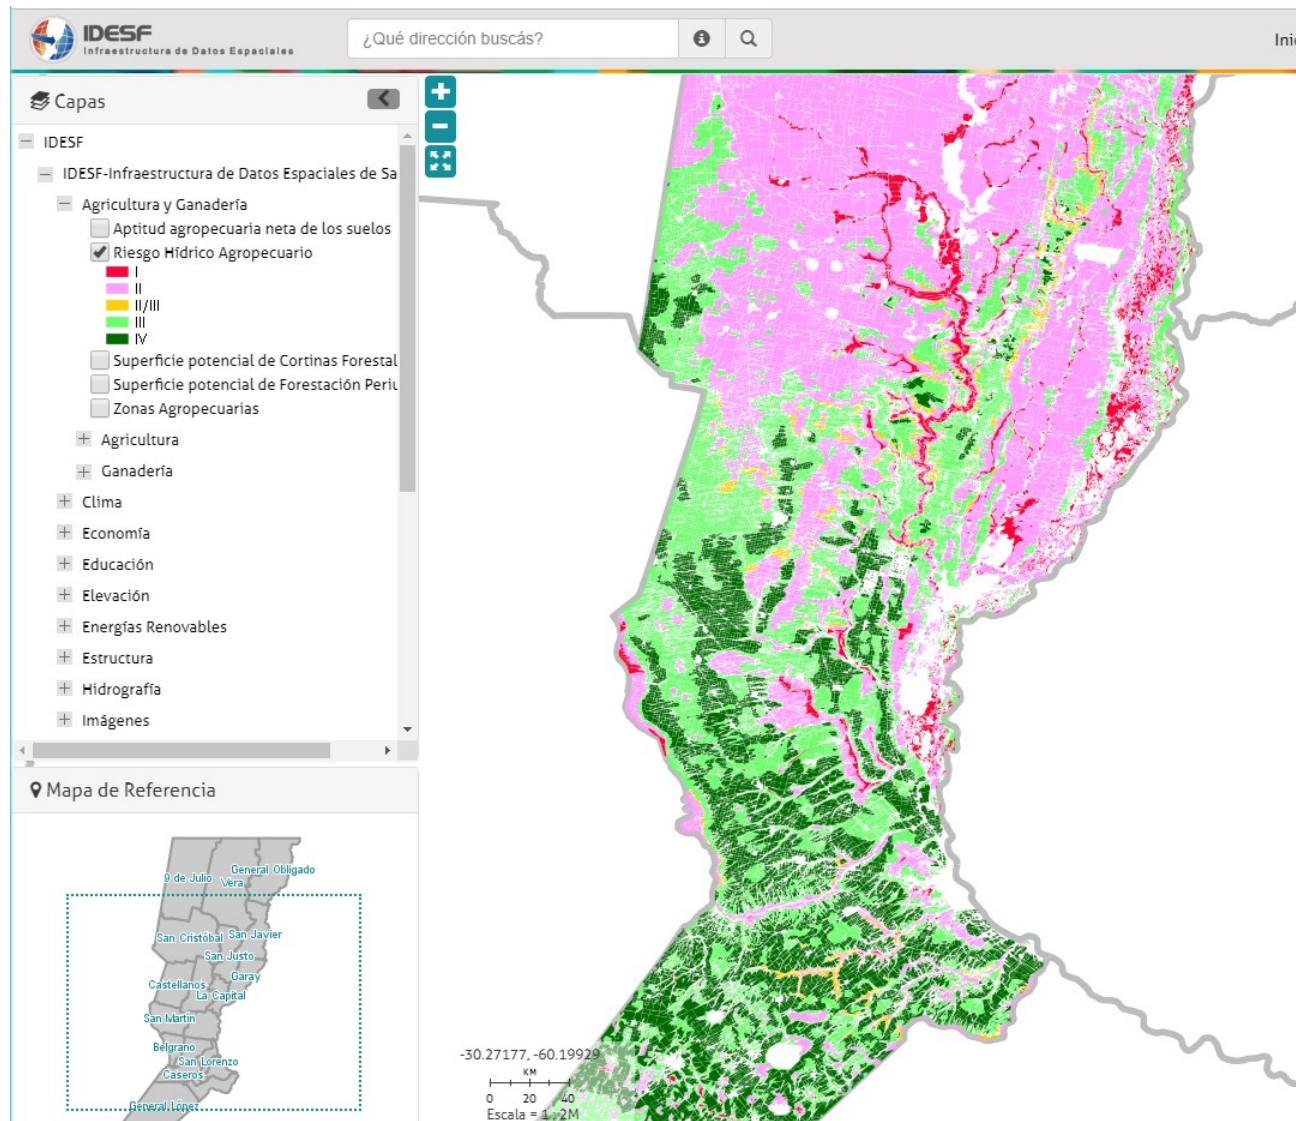 IDESF
Infraestructura de Datos Espaciales
¿Qué dirección buscás?
Ini
Capas
IDESF
IDESF-Infraestructura de Datos Espaciales de Sa
Agricultura y Ganadería
Aptitud agropecuaria neta de los suelos
Riesgo Hídrico Agropecuario
I
II
II/III
III
IV
Superficie potencial de Cortinas Forestal
Superficie potencial de Forestación Periu
Zonas Agropecuarias
Agricultura
Ganadería
Clima
Economía
Educación
Elevación
Energías Renovables
Estructura
Hidrografía
Imágenes
Mapa de Referencia
General Obligado
9 de Julio
Vera
San Cristóbal San Javier
San Justo
Garay
Castellanos
La Capital
San Martín
Belgrano
San Lorenzo
Caseros
General López
-30.27177, -60.19929
KM
0 20 40
Escala = 1 : 2M